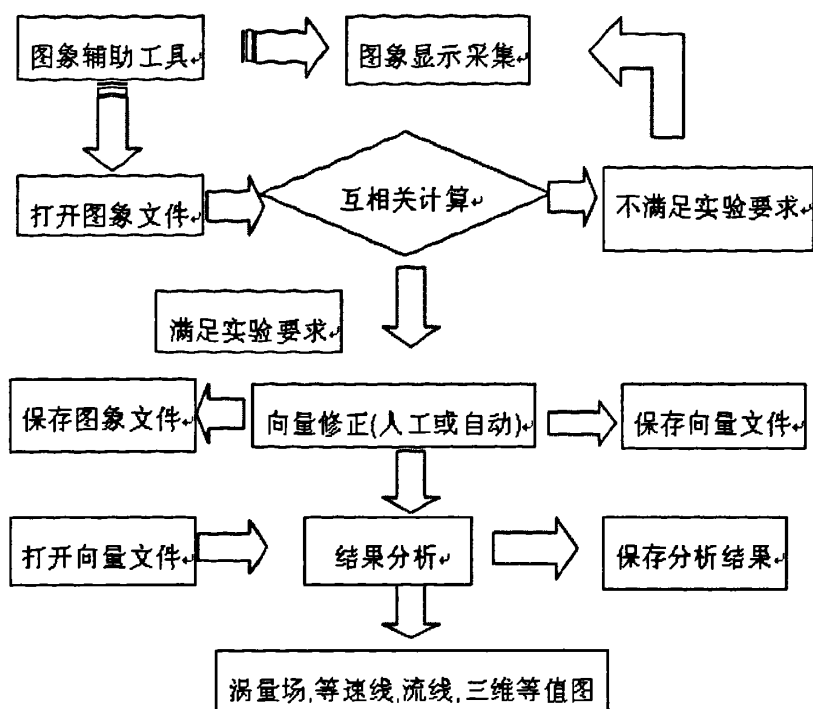 图象辅助工具
图象显示采集
打开图象文件
互相关计算
不满足实验要求
满足实验要求
保存图象文件
向量修正(人工或自动)
保存向量文件
打开向量文件
结果分析
保存分析结果
涡量场,等速线,流线,三维等值图